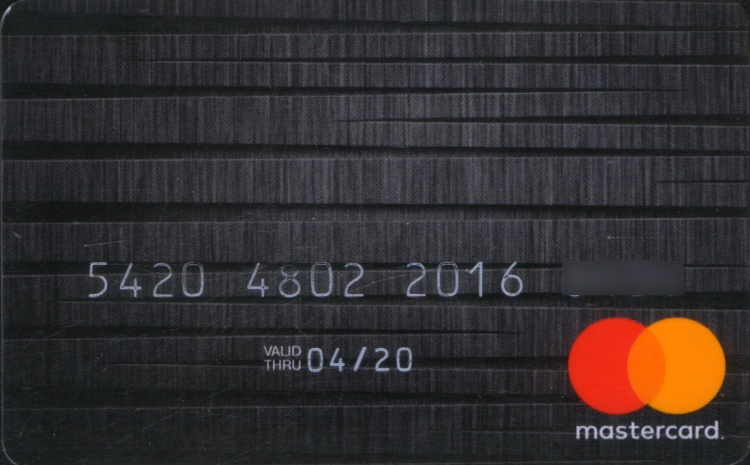 5420 4802 2016
VALID
THRU 04/20
mastercard.